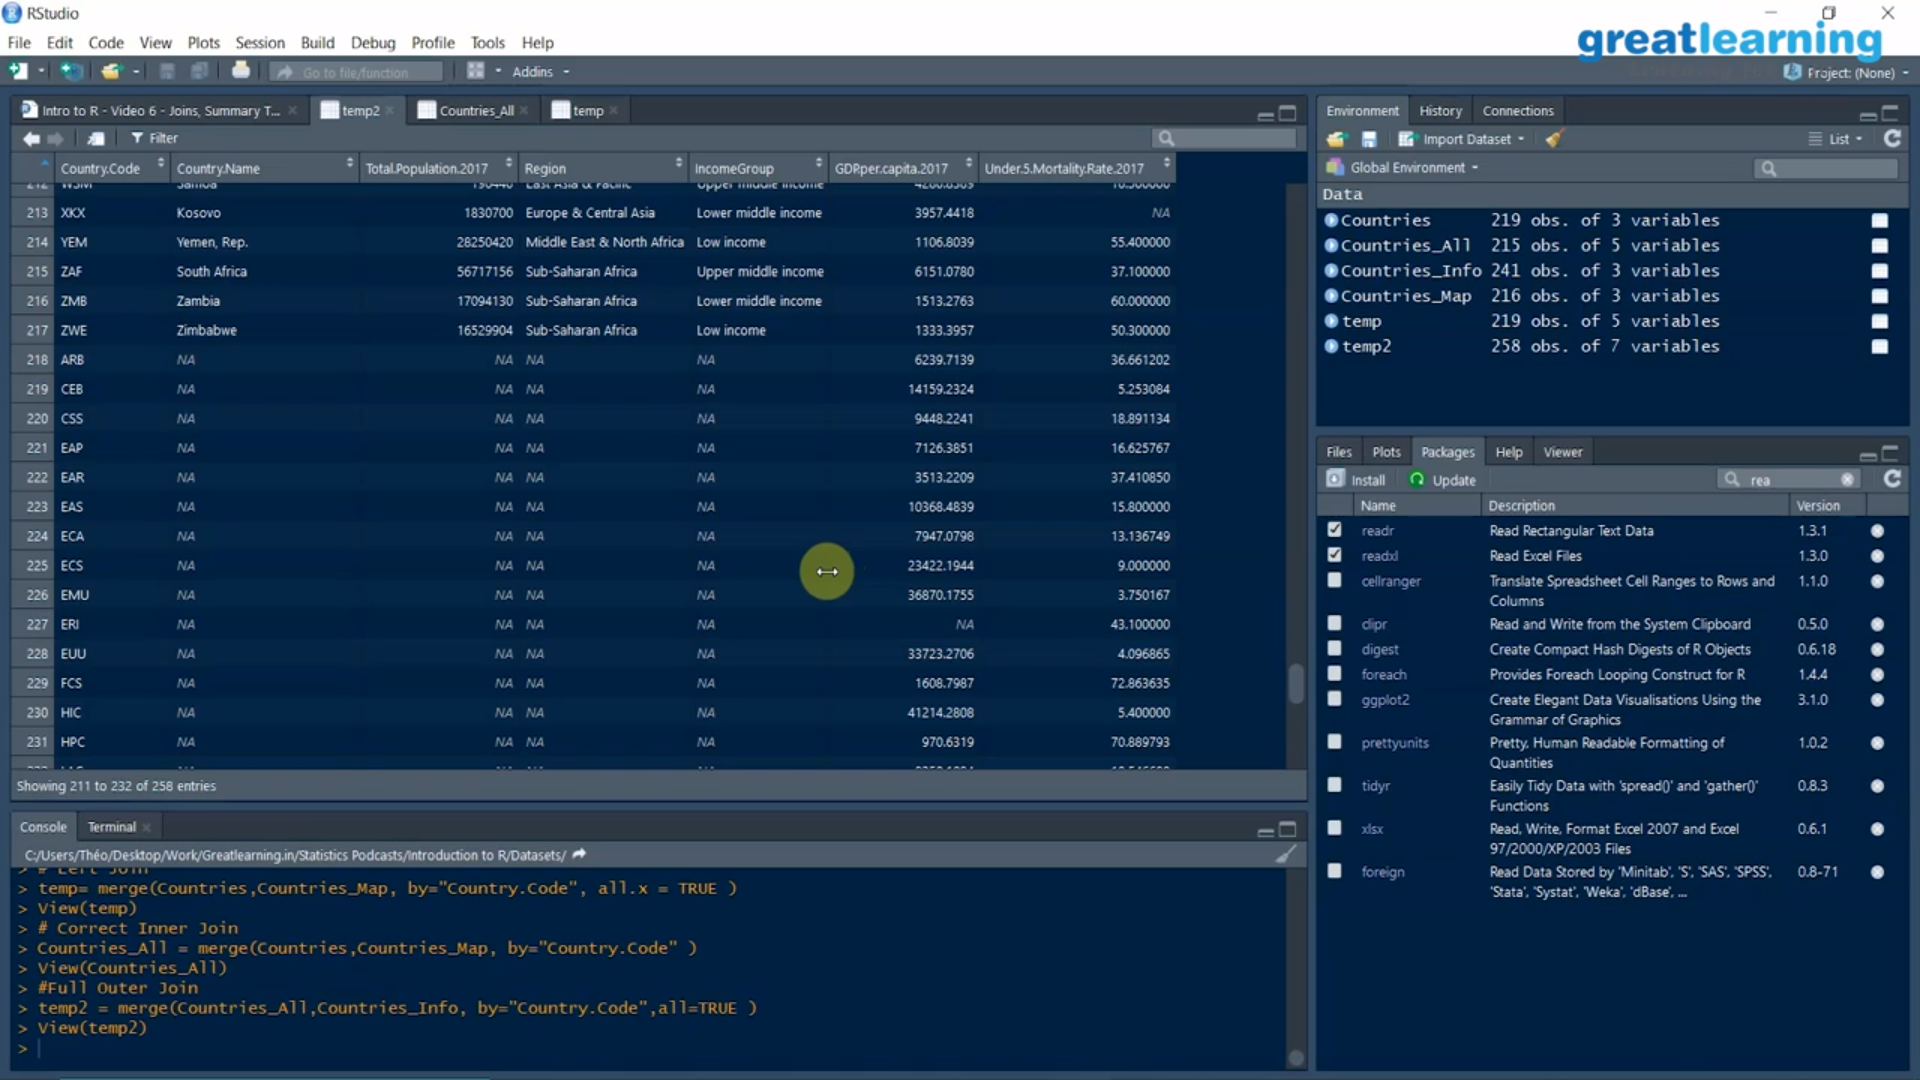 RStudio
greatlearning
File Edit Code View Plots Session Build Debug Profile Tools Help
Go to file/function Addins Project: (None)
Intro to R - Video 6 - Joins, Summary T... temp2 Countries_All temp
Filter
Country.Code Country.Name Total.Population.2017 Region IncomeGroup GDPper.capita.2017 Under.5.Mortality.Rate.2017
213 XKX Kosovo 1830700 Europe & Central Asia Lower middle income 3957.4418 NA
214 YEM Yemen, Rep. 28250420 Middle East & North Africa Low income 1106.8039 55.400000
215 ZAF South Africa 56717156 Sub-Saharan Africa Upper middle income 6151.0780 37.100000
216 ZMB Zambia 17094130 Sub-Saharan Africa Lower middle income 1513.2763 60.000000
217 ZWE Zimbabwe 16529904 Sub-Saharan Africa Low income 1333.3957 50.300000
218 ARB NA NA NA NA 6239.7139 36.661202
219 CEB NA NA NA NA 14159.2324 5.253084
220 CSS NA NA NA NA 9448.2241 18.891134
221 EAP NA NA NA NA 7126.3851 16.625767
222 EAR NA NA NA NA 3513.2209 37.410850
223 EAS NA NA NA NA 10368.4839 15.800000
224 ECA NA NA NA NA 7947.0798 13.136749
225 ECS NA NA NA NA 23422.1944 9.000000
226 EMU NA NA NA NA 36870.1755 3.750167
227 ERI NA NA NA NA NA 43.100000
228 EUU NA NA NA NA 33723.2706 4.096865
229 FCS NA NA NA NA 1608.7987 72.863635
230 HIC NA NA NA NA 41214.2808 5.400000
231 HPC NA NA NA NA 970.6319 70.889793
Showing 211 to 232 of 258 entries
Console Terminal
C:/Users/Théo/Desktop/Work/Greatlearning.in/Statistics Podcasts/Introduction to R/Datasets/
> # Left Join
> temp= merge(Countries,Countries_Map, by="Country.Code", all.x = TRUE )
> View(temp)
> # Correct Inner Join
> Countries_All = merge(Countries,Countries_Map, by="Country.Code" )
> View(Countries_All)
> #Full Outer Join
> temp2 = merge(Countries_All,Countries_Info, by="Country.Code",all=TRUE )
> View(temp2)
>
Environment History Connections
Import Dataset List
Global Environment
Data
Countries 219 obs. of 3 variables
Countries_All 215 obs. of 5 variables
Countries_Info 241 obs. of 3 variables
Countries_Map 216 obs. of 3 variables
temp 219 obs. of 5 variables
temp2 258 obs. of 7 variables
Files Plots Packages Help Viewer
Install Update rea
Name Description Version
readr Read Rectangular Text Data 1.3.1
readxl Read Excel Files 1.3.0
cellranger Translate Spreadsheet Cell Ranges to Rows and 1.1.0
Columns
clipr Read and Write from the System Clipboard 0.5.0
digest Create Compact Hash Digests of R Objects 0.6.18
foreach Provides Foreach Looping Construct for R 1.4.4
ggplot2 Create Elegant Data Visualisations Using the 3.1.0
Grammar of Graphics
prettyunits Pretty, Human Readable Formatting of 1.0.2
Quantities
tidyr Easily Tidy Data with 'spread()' and 'gather()' 0.8.3
Functions
xlsx Read, Write, Format Excel 2007 and Excel 0.6.1
97/2000/XP/2003 Files
foreign Read Data Stored by 'Minitab', 'S', 'SAS', 'SPSS', 0.8-71
'Stata', 'Systat', 'Weka', 'dBase', ...